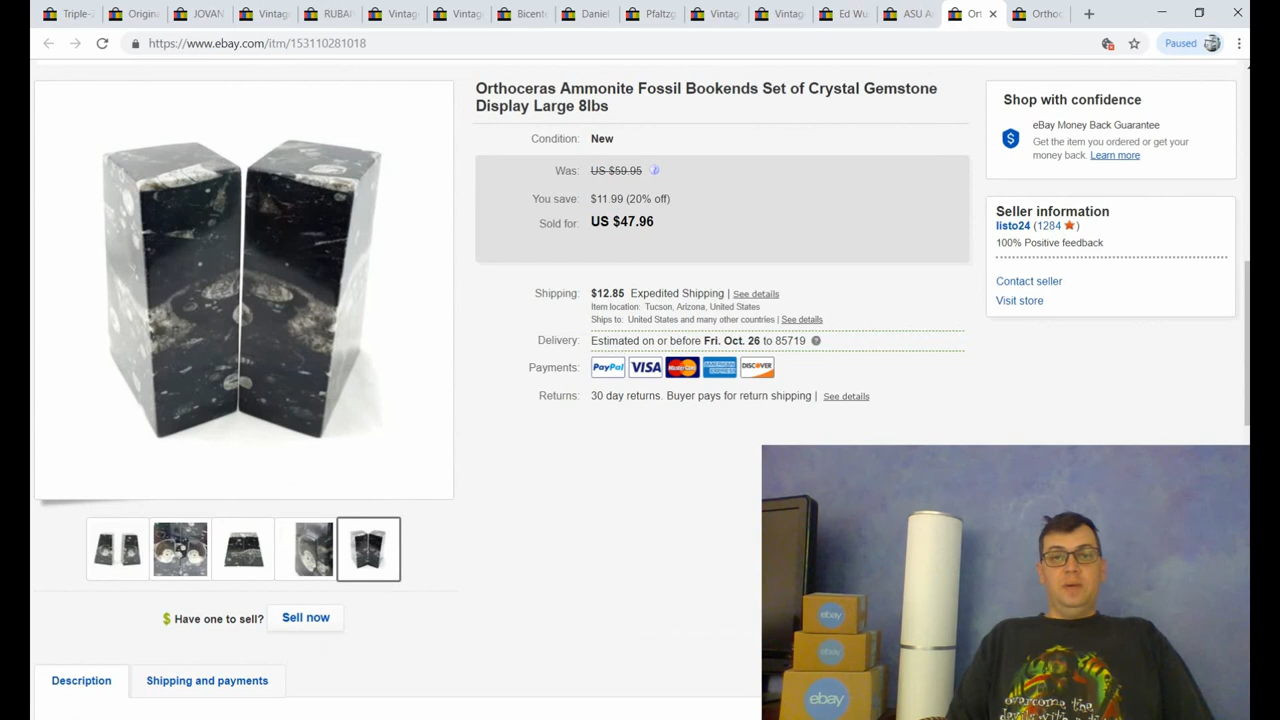 Triple-
Origina
JOVAN
Vintag
RUBAI
Vintag
Vintag
Bicente
Daniel
Pfaltzg
Vintag
Vintag
Ed Wu
ASU A
Ort
Orthoc
https://www.ebay.com/itm/153110281018
Paused
Orthoceras Ammonite Fossil Bookends Set of Crystal Gemstone
Display Large 8lbs
Condition: New
Was: US $59.95
You save: $11.99 (20% off)
Sold for: US $47.96
Shipping: $12.85 Expedited Shipping | See details
Item location: Tucson, Arizona, United States
Ships to: United States and many other countries | See details
Delivery: Estimated on or before Fri. Oct. 26 to 85719
Payments: PayPal VISA MasterCard AMERICAN EXPRESS DISCOVER
Returns: 30 day returns. Buyer pays for return shipping | See details
Shop with confidence
eBay Money Back Guarantee
Get the item you ordered or get your
money back. Learn more
Seller information
listo24 (1284)
100% Positive feedback
Contact seller
Visit store
$ Have one to sell? Sell now
Description
Shipping and payments
ebay
ebay
ebay
overcome the